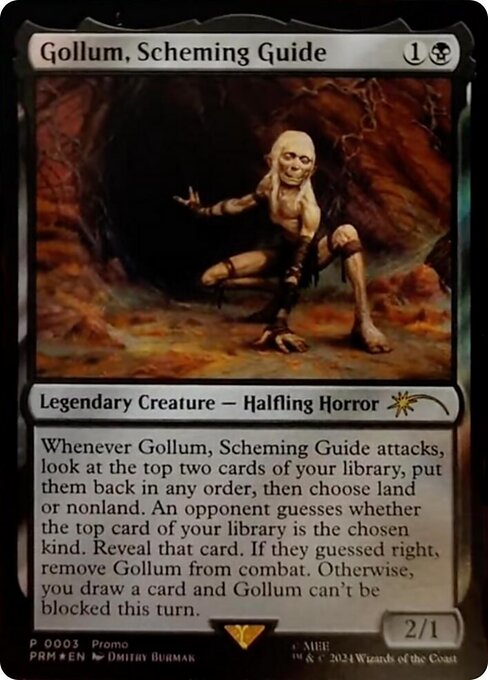 Gollum, Scheming Guide 1
Legendary Creature — Halfling Horror
Whenever Gollum, Scheming Guide attacks,
look at the top two cards of your library, put
them back in any order, then choose land
or nonland. An opponent guesses whether
the top card of your library is the chosen
kind. Reveal that card. If they guessed right,
remove Gollum from combat. Otherwise,
you draw a card and Gollum can't be
blocked this turn.
2/1
P 0003 Promo
PRM★EN Dmitry Burmak
© MEE
™ & © 2024 Wizards of the Coast